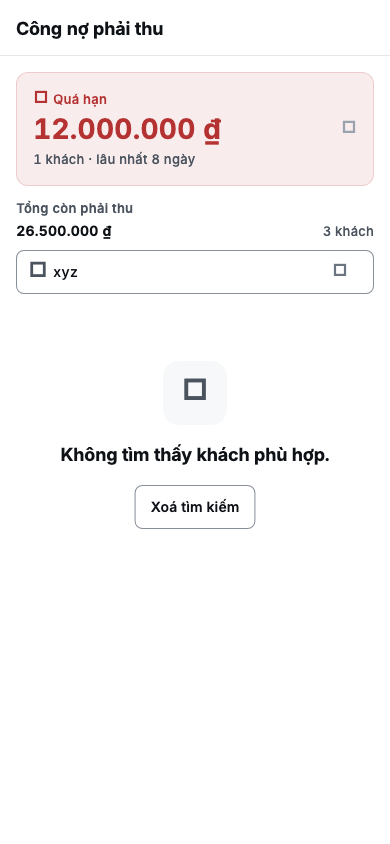 Công nợ phải thu
Quá hạn
12.000.000 ₫
1 khách · lâu nhất 8 ngày
Tổng còn phải thu
26.500.000 ₫
3 khách
xyz
Không tìm thấy khách phù hợp.
Xoá tìm kiếm